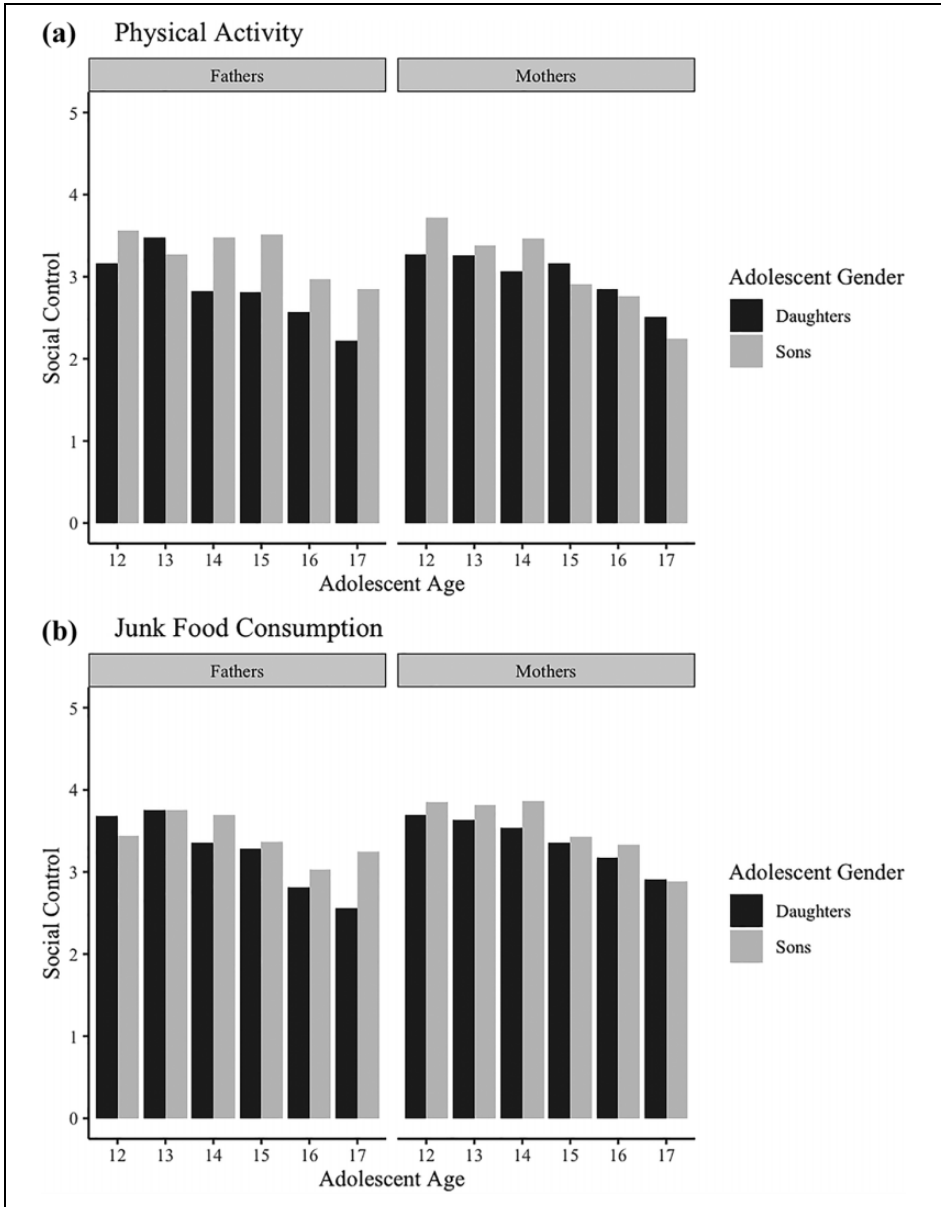 (a) Physical Activity
Fathers
Mothers
5
4
3
2
1
0
Social Control
12 13 14 15 16 17
12 13 14 15 16 17
Adolescent Age
Adolescent Gender
Daughters
Sons
(b) Junk Food Consumption
Fathers
Mothers
5
4
3
2
1
0
Social Control
12 13 14 15 16 17
12 13 14 15 16 17
Adolescent Age
Adolescent Gender
Daughters
Sons